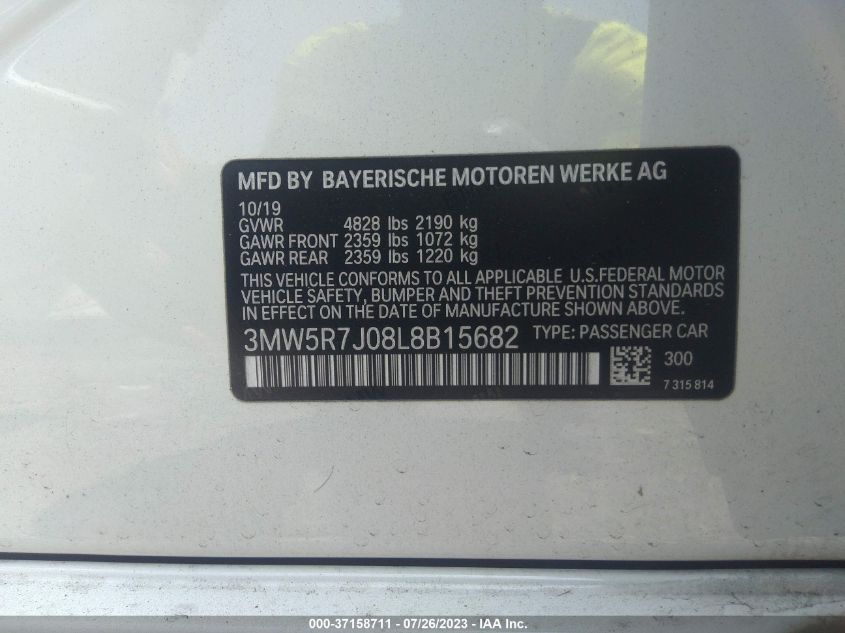 MFD BY BAYERISCHE MOTOREN WERKE AG
10/19
GVWR 4828 lbs 2190 kg
GAWR FRONT 2359 lbs 1072 kg
GAWR REAR 2359 lbs 1220 kg
THIS VEHICLE CONFORMS TO ALL APPLICABLE U.S.FEDERAL MOTOR
VEHICLE SAFETY, BUMPER AND THEFT PREVENTION STANDARDS
IN EFFECT ON THE DATE OF MANUFACTURE SHOWN ABOVE.
3MW5R7J08L8B15682 TYPE: PASSENGER CAR
300
7 315 814
000-37158711 - 07/26/2023 - IAA Inc.